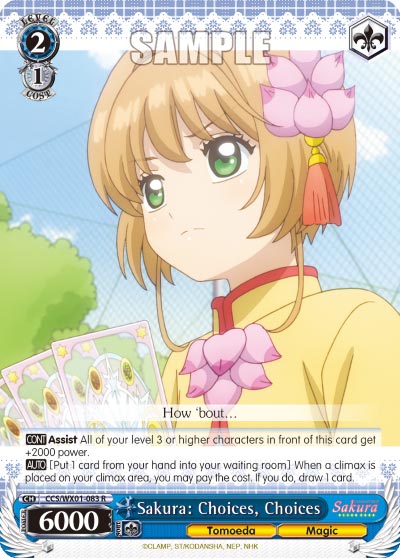 LEVEL
2
1
COST
SAMPLE
How ‘bout…
CONT Assist All of your level 3 or higher characters in front of this card get
+2000 power.
AUTO [Put 1 card from your hand into your waiting room] When a climax is
placed on your climax area, you may pay the cost. If you do, draw 1 card.
CH CCS/WX01-083 R
POWER 6000 SOUL Sakura: Choices, Choices Sakura
Tomoeda Magic
©CLAMP, ST/KODANSHA, NEP, NHK